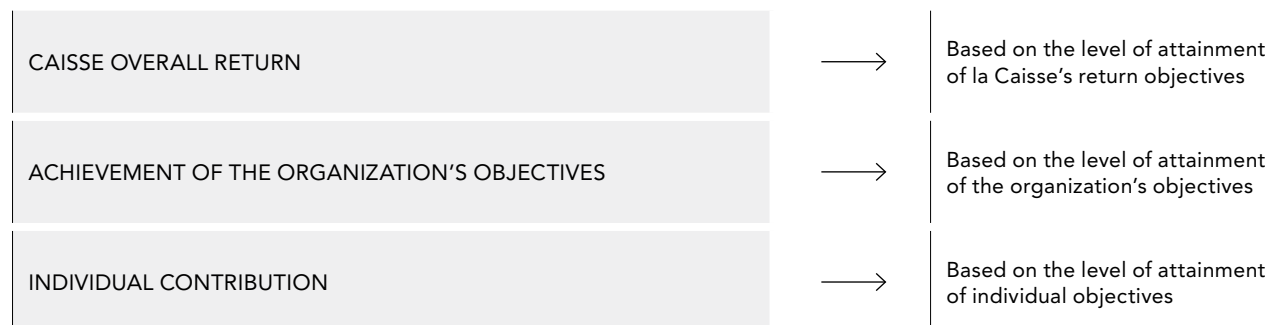 CAISSE OVERALL RETURN
Based on the level of attainment
of la Caisse’s return objectives
ACHIEVEMENT OF THE ORGANIZATION’S OBJECTIVES
Based on the level of attainment
of the organization’s objectives
INDIVIDUAL CONTRIBUTION
Based on the level of attainment
of individual objectives